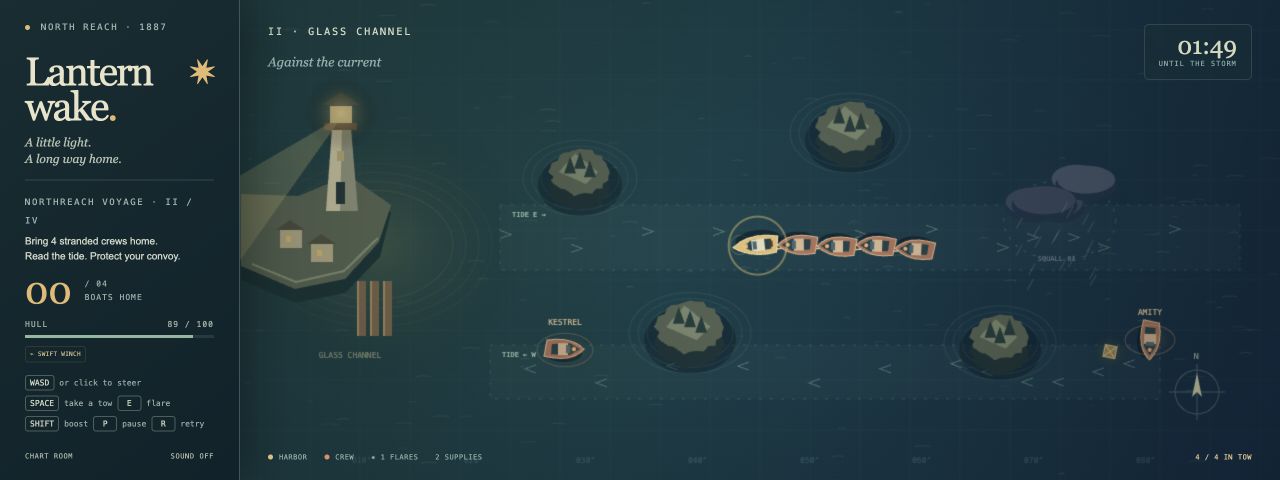 NORTH REACH · 1887
Lantern
wake.
A little light.
A long way home.
NORTHREACH VOYAGE · II /
IV
Bring 4 stranded crews home.
Read the tide. Protect your convoy.
00 / 04
BOATS HOME
HULL 89 / 100
SWIFT WINCH
WASD or click to steer
SPACE take a tow E flare
SHIFT boost P pause R retry
CHART ROOM SOUND OFF
II · GLASS CHANNEL
Against the current
01:49
UNTIL THE STORM
TIDE E →
SQUALL 01
KESTREL
AMITY
TIDE ← W
GLASS CHANNEL
N
HARBOR CREW 1 FLARES 2 SUPPLIES
030° 040° 050° 060° 070° 080°
4 / 4 IN TOW